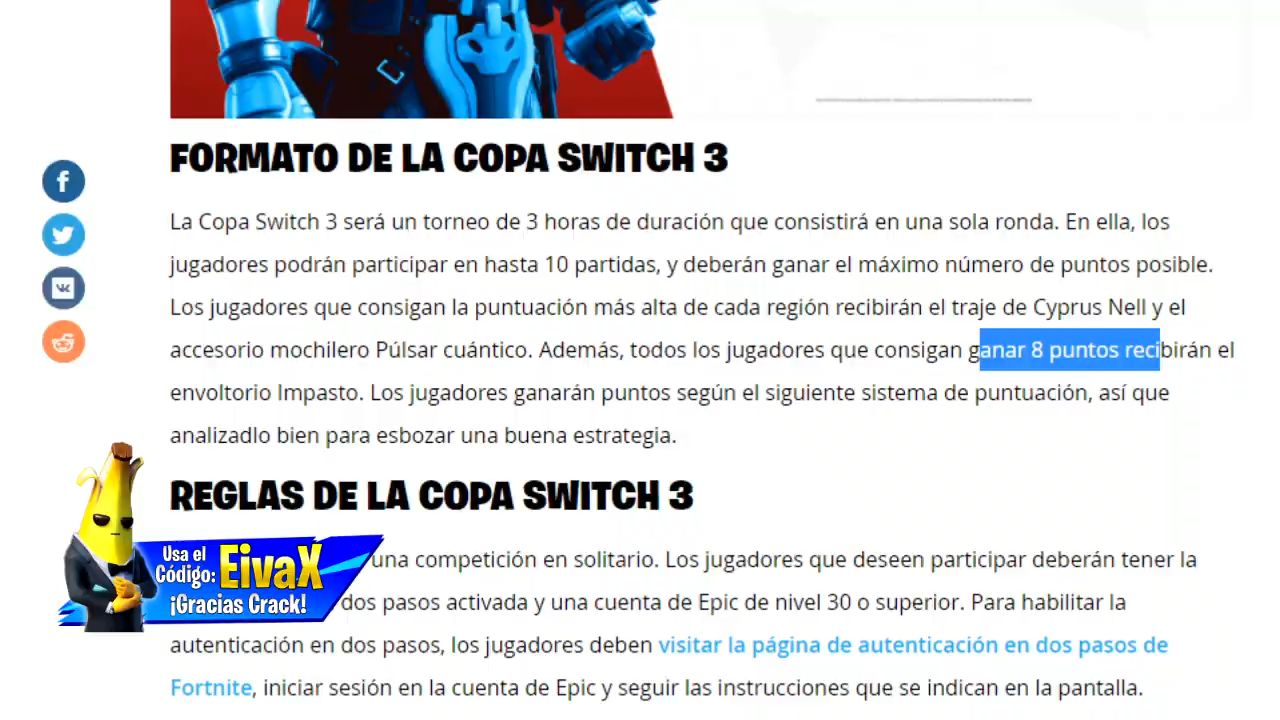 FORMATO DE LA COPA SWITCH 3
La Copa Switch 3 será un torneo de 3 horas de duración que consistirá en una sola ronda. En ella, los
jugadores podrán participar en hasta 10 partidas, y deberán ganar el máximo número de puntos posible.
Los jugadores que consigan la puntuación más alta de cada región recibirán el traje de Cyprus Nell y el
accesorio mochilero Púlsar cuántico. Además, todos los jugadores que consigan ganar 8 puntos recibirán el
envoltorio Impasto. Los jugadores ganarán puntos según el siguiente sistema de puntuación, así que
analizadlo bien para esbozar una buena estrategia.
REGLAS DE LA COPA SWITCH 3
una competición en solitario. Los jugadores que deseen participar deberán tener la
dos pasos activada y una cuenta de Epic de nivel 30 o superior. Para habilitar la
autenticación en dos pasos, los jugadores deben visitar la página de autenticación en dos pasos de
Fortnite, iniciar sesión en la cuenta de Epic y seguir las instrucciones que se indican en la pantalla.
Usa el
Código: EivaX
¡Gracias Crack!